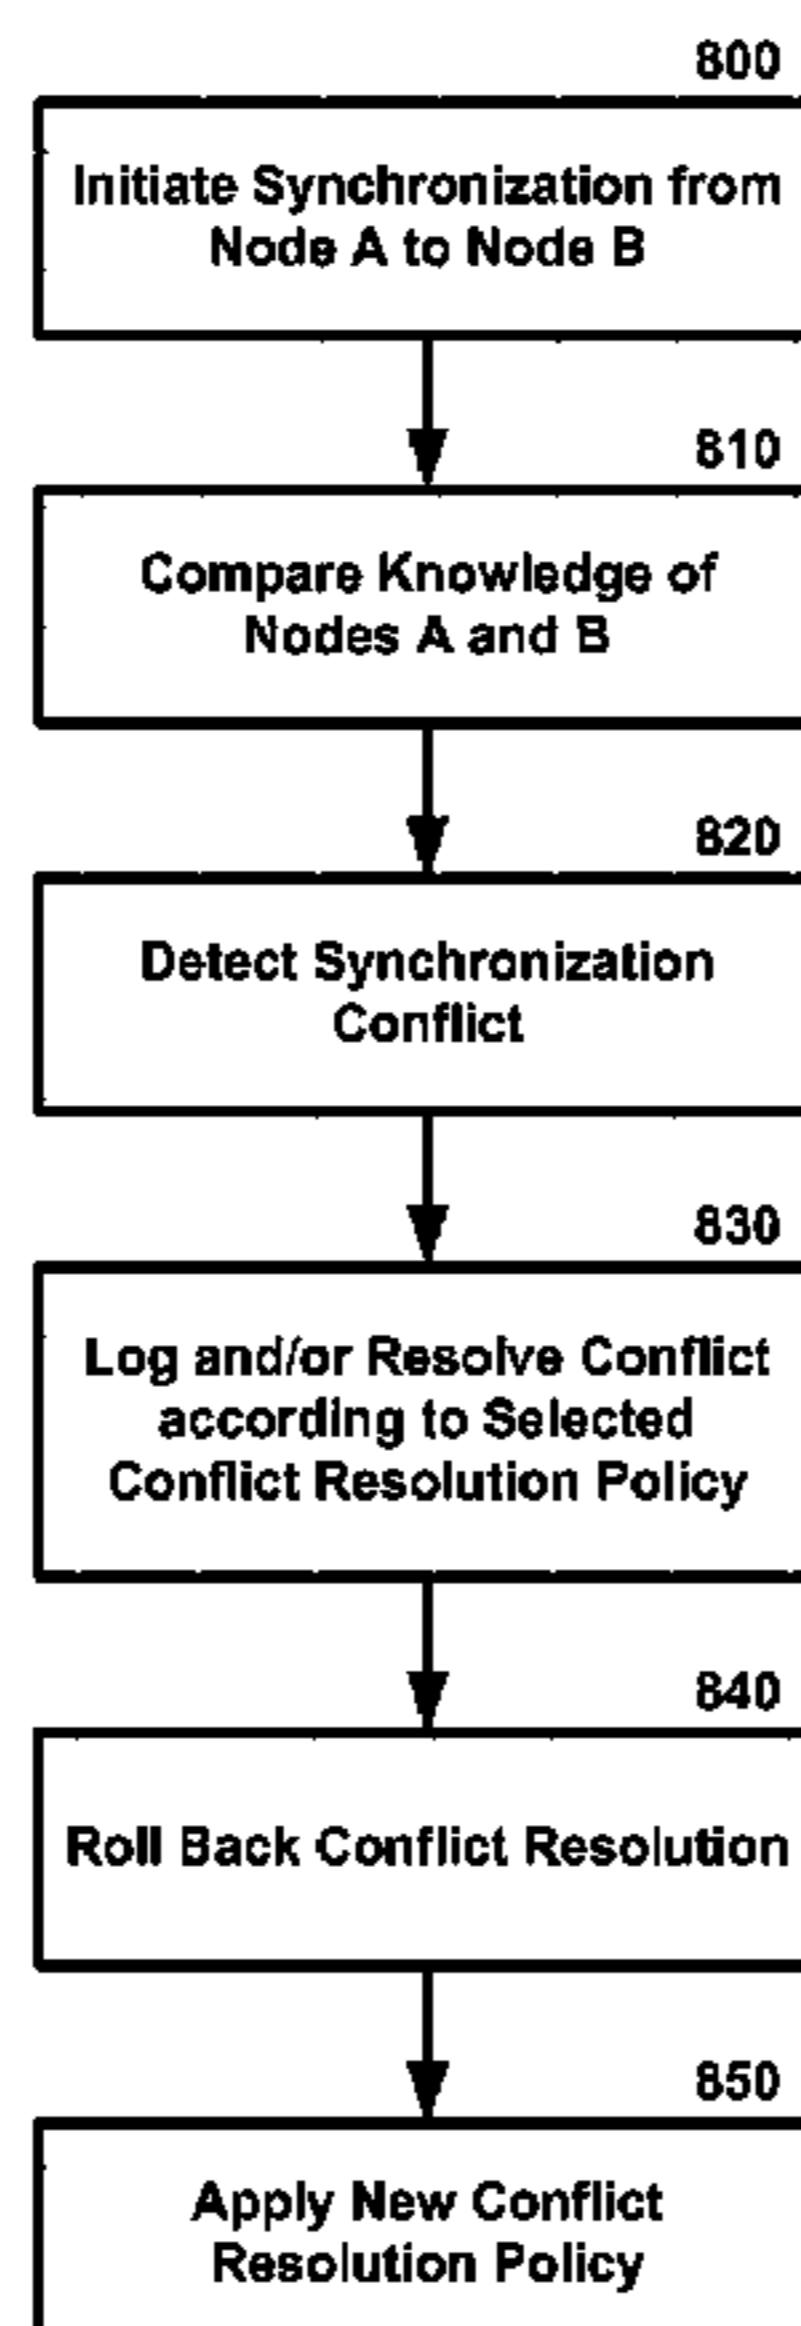 800
Initiate Synchronization from
Node A to Node B
810
Compare Knowledge of
Nodes A and B
820
Detect Synchronization
Conflict
830
Log and/or Resolve Conflict
according to Selected
Conflict Resolution Policy
840
Roll Back Conflict Resolution
850
Apply New Conflict
Resolution Policy